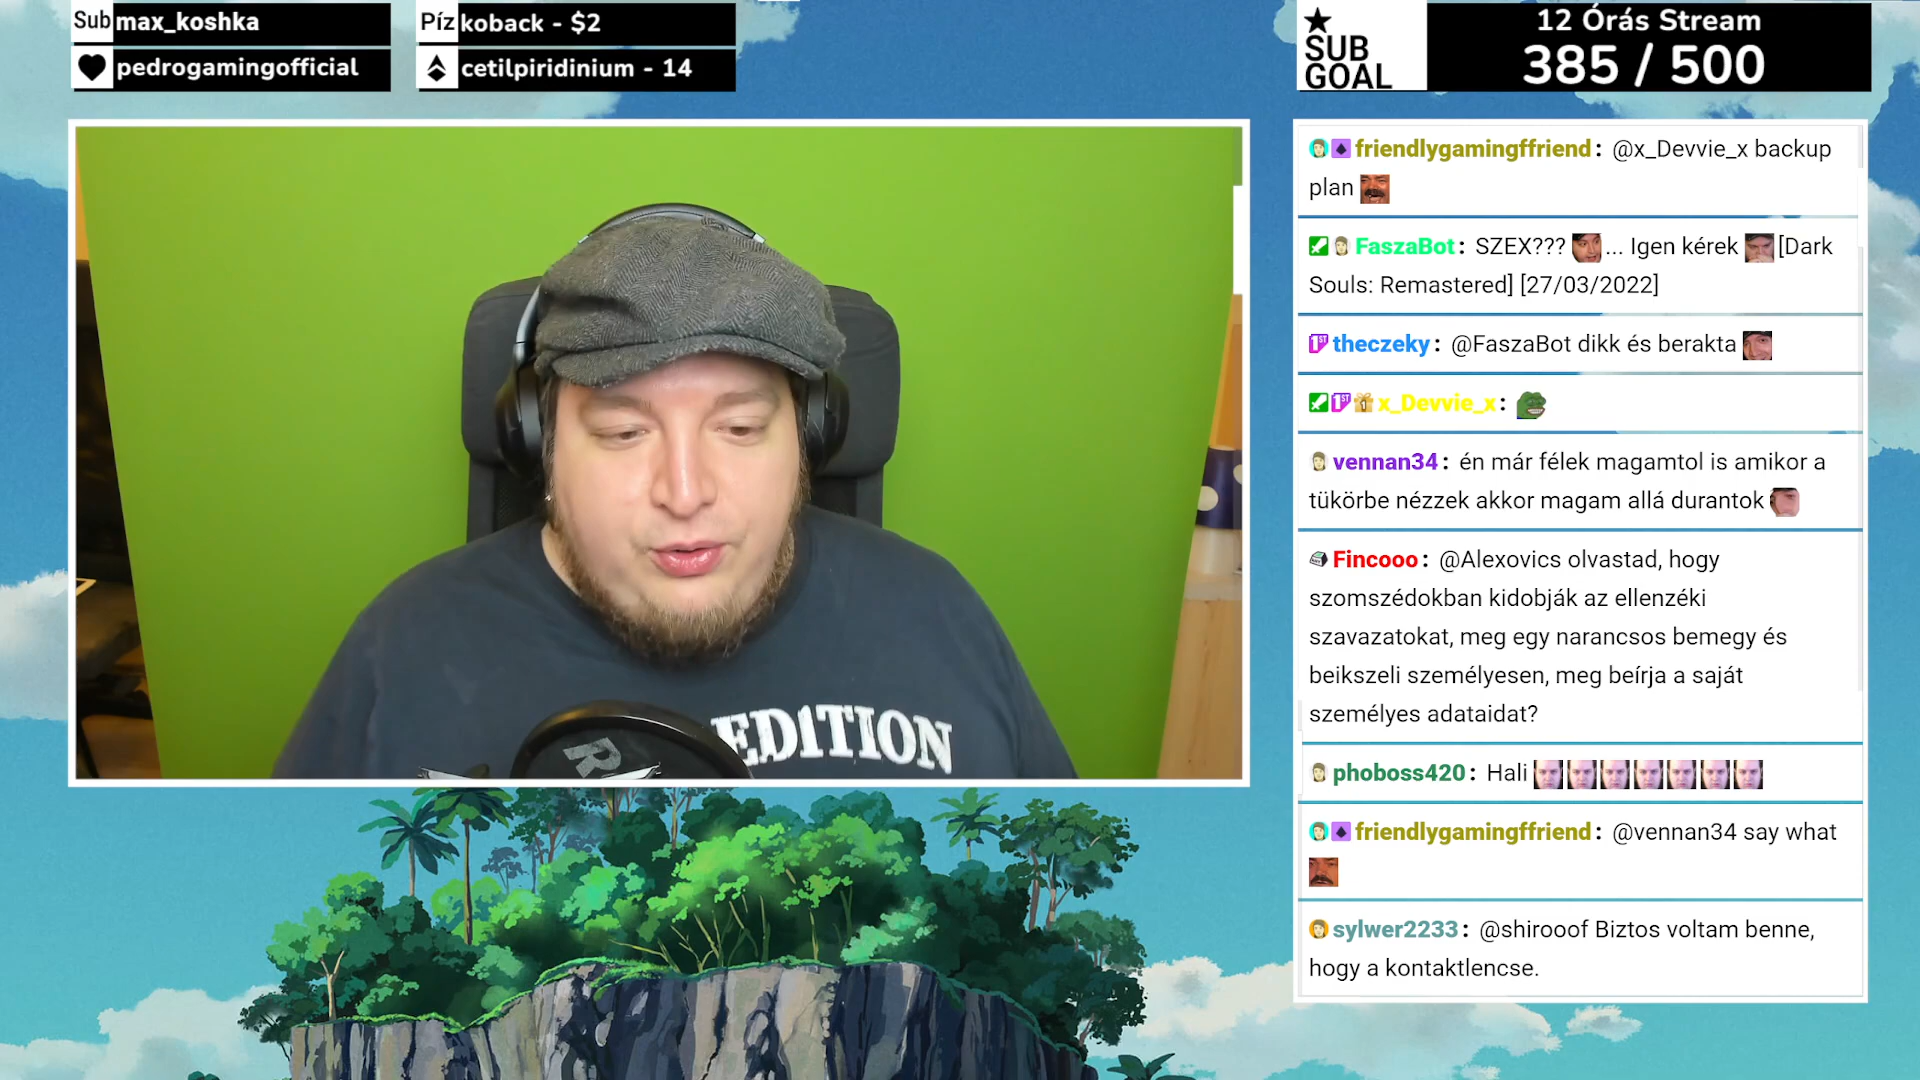 Sub max_koshka
pedrogamingofficial
Píz koback - $2
cetilpiridinium - 14
SUB
GOAL
12 Órás Stream
385 / 500
friendlygamingffriend: @x_Devvie_x backup
plan
FaszaBot: SZEX??? ... Igen kérek [Dark
Souls: Remastered] [27/03/2022]
theczeky: @FaszaBot dikk és berakta
x_Devvie_x:
vennan34: én már félek magamtol is amikor a
tükörbe nézzek akkor magam allá durantok
Fincooo: @Alexovics olvastad, hogy
szomszédokban kidobják az ellenzéki
szavazatokat, meg egy narancsos bemegy és
beikszeli személyesen, meg beírja a saját
személyes adataidat?
phoboss420: Hali
friendlygamingffriend: @vennan34 say what
sylwer2233: @shirooof Biztos voltam benne,
hogy a kontaktlencse.
EDITION